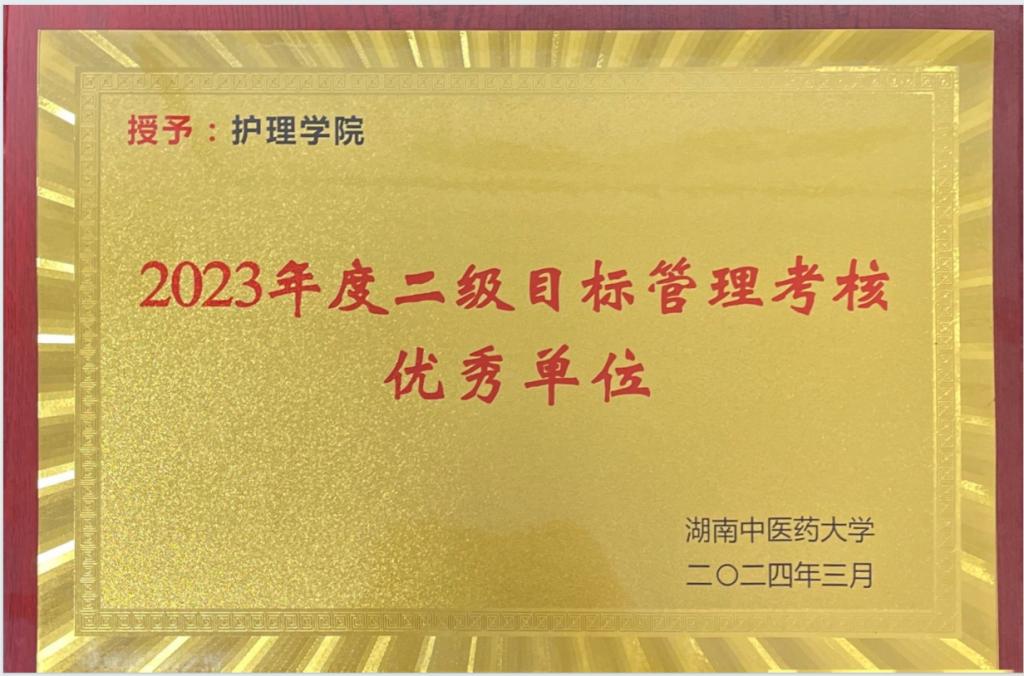 授予：护理学院
2023年度二级目标管理考核
优秀单位
湖南中医药大学
二〇二四年三月